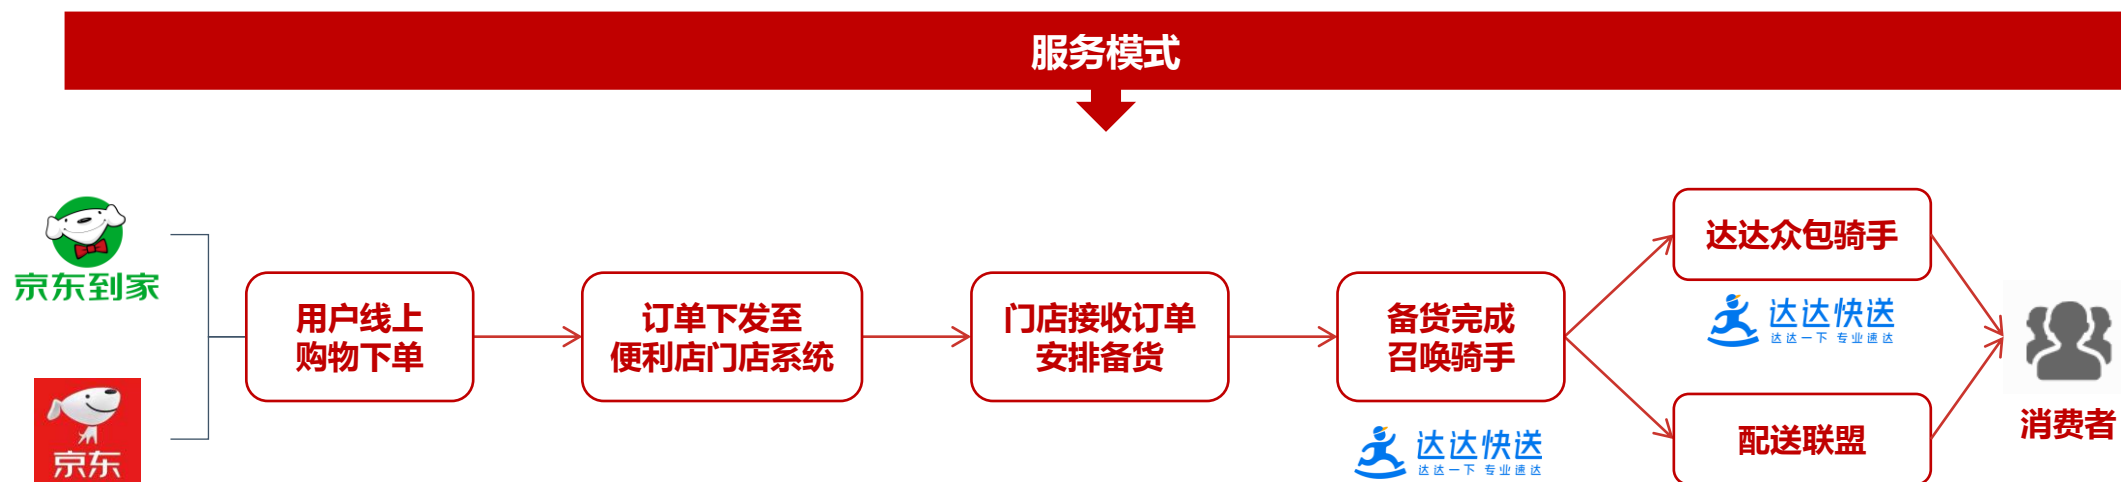 服务模式
京东到家
京东
用户线上
购物下单
订单下发至
便利店门店系统
门店接收订单
安排备货
备货完成
召唤骑手
达达快送
达达一下 专业速达
达达众包骑手
达达快送
达达一下 专业速达
配送联盟
消费者